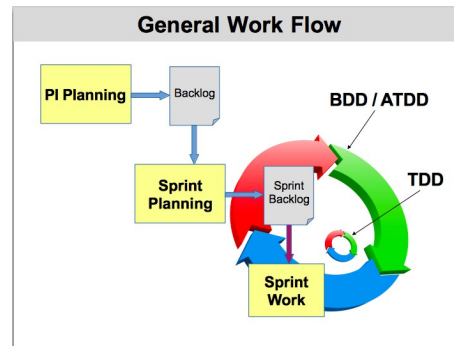 General Work Flow
PI Planning
Backlog
BDD / ATDD
Sprint
Planning
Sprint
Backlog
TDD
Sprint
Work